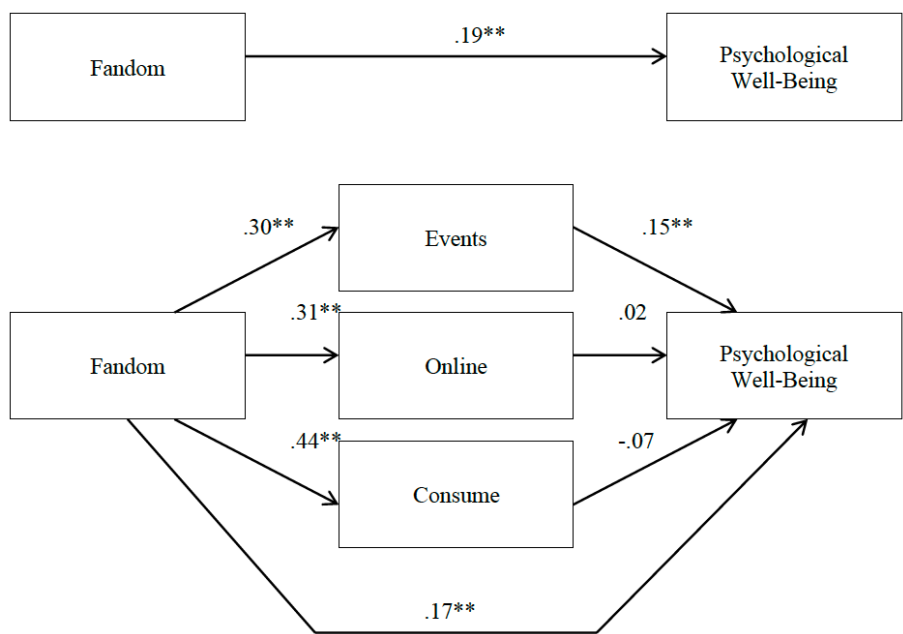 .19**
Fandom
Psychological
Well-Being
.30**
Events
.15**
.31**
.02
Fandom
Online
Psychological
Well-Being
.44**
-.07
Consume
.17**